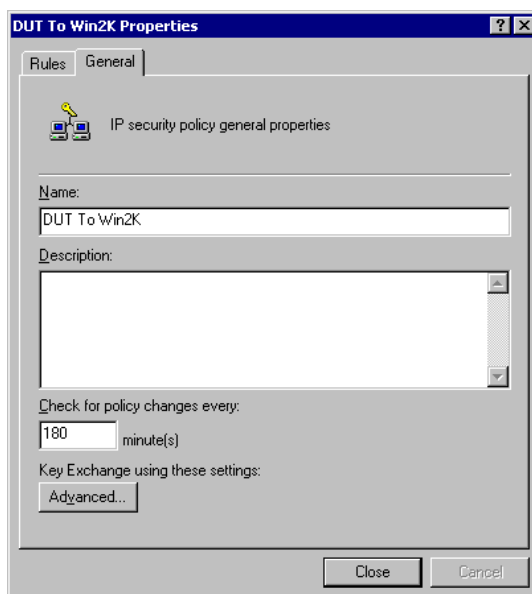 DUT To Win2K Properties
Rules
General
IP security policy general properties
Name:
DUT To Win2K
Description:
Check for policy changes every:
180 minute(s)
Key Exchange using these settings:
Advanced...
Close
Cancel